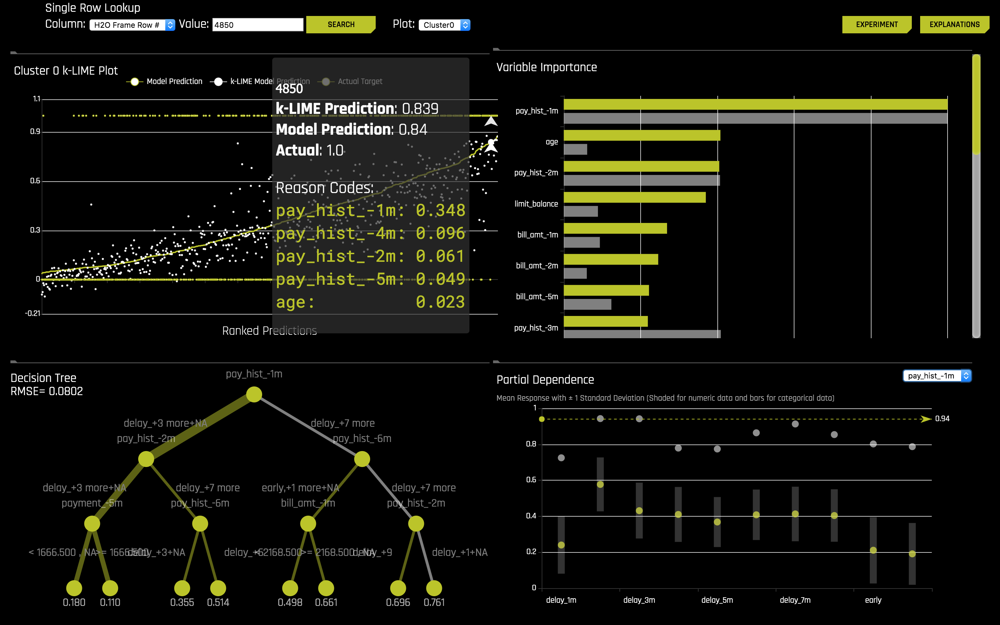 Single Row Lookup
Column: H2O Frame Row # Value: 4850 SEARCH Plot: Cluster0 EXPERIMENT EXPLANATIONS
Cluster 0 k-LIME Plot
Model Prediction k-LIME Model Prediction Actual Target
1.1
0.9
0.6
0.3
0
-0.21
Ranked Predictions
4850
k-LIME Prediction: 0.839
Model Prediction: 0.84
Actual: 1.0
Reason Codes:
pay_hist_-1m: 0.348
pay_hist_-4m: 0.096
pay_hist_-2m: 0.061
pay_hist_-5m: 0.049
age: 0.023
Variable Importance
pay_hist_-1m
age
pay_hist_-2m
limit_balance
bill_amt_-1m
bill_amt_-2m
bill_amt_-5m
pay_hist_-3m
Decision Tree
RMSE= 0.0802
pay_hist_-1m
delay_+3 more+NA delay_+7 more
pay_hist_-2m pay_hist_-6m
delay_+3 more+NA delay_+7 more early,+1 more+NA delay_+7 more
payment_-5m pay_hist_-6m bill_amt_-1m pay_hist_-2m
< 1666.500 , NA >= 1666.500 delay_+3+NA < 2168.500 >= 2168.500 , NA delay_+9 delay_+1+NA
0.180 0.110 0.355 0.514 0.498 0.661 0.696 0.761
Partial Dependence
pay_hist_-1m
Mean Response with ± 1 Standard Deviation (Shaded for numeric data and bars for categorical data)
1
0.94
0.8
0.6
0.4
0.2
0
delay_1m delay_3m delay_5m delay_7m early